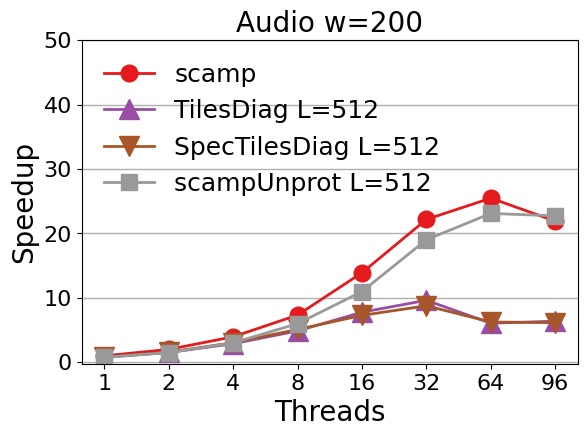 Audio w=200
50
40
30
20
10
0
Speedup
scamp
TilesDiag L=512
SpecTilesDiag L=512
scampUnprot L=512
1 2 4 8 16 32 64 96
Threads